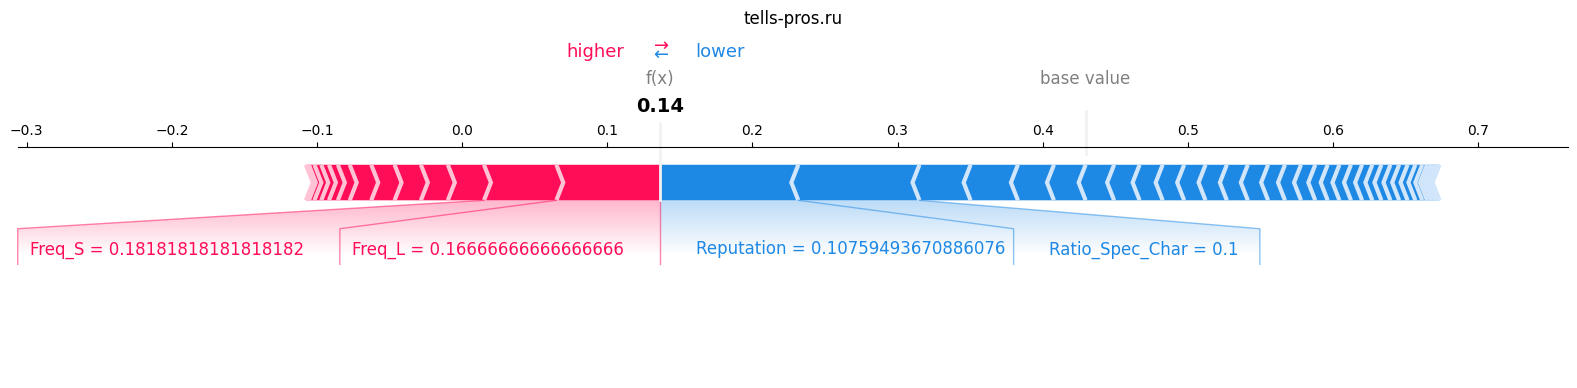 tells-pros.ru
higher → ← lower
f(x) base value
0.14
−0.3 −0.2 −0.1 0.0 0.1 0.2 0.3 0.4 0.5 0.6 0.7
Freq_S = 0.18181818181818182 Freq_L = 0.16666666666666666 Reputation = 0.10759493670886076 Ratio_Spec_Char = 0.1